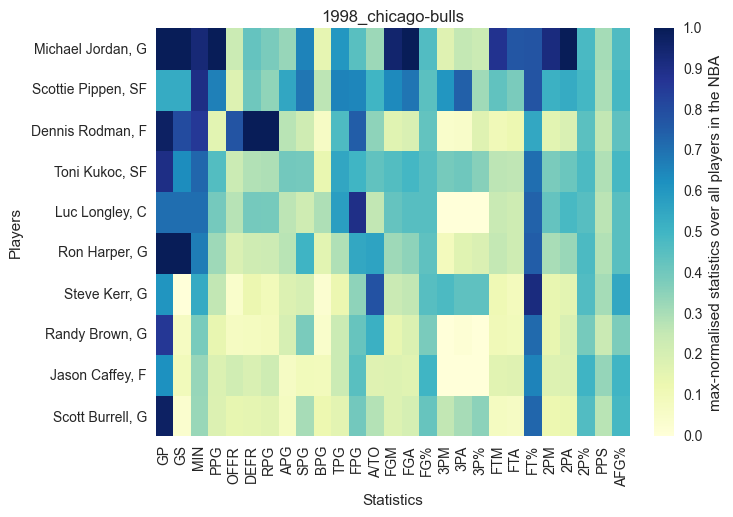 1998_chicago-bulls
Players
Michael Jordan, G
Scottie Pippen, SF
Dennis Rodman, F
Toni Kukoc, SF
Luc Longley, C
Ron Harper, G
Steve Kerr, G
Randy Brown, G
Jason Caffey, F
Scott Burrell, G
GP GS MIN PPG OFFR DEFR RPG APG SPG BPG TPG FPG A/TO FGM FGA FG% 3PM 3PA 3P% FTM FTA FT% 2PM 2PA 2P% PPS AFG%
Statistics
1.0
0.9
0.8
0.7
0.6
0.5
0.4
0.3
0.2
0.1
0.0
max-normalised statistics over all players in the NBA